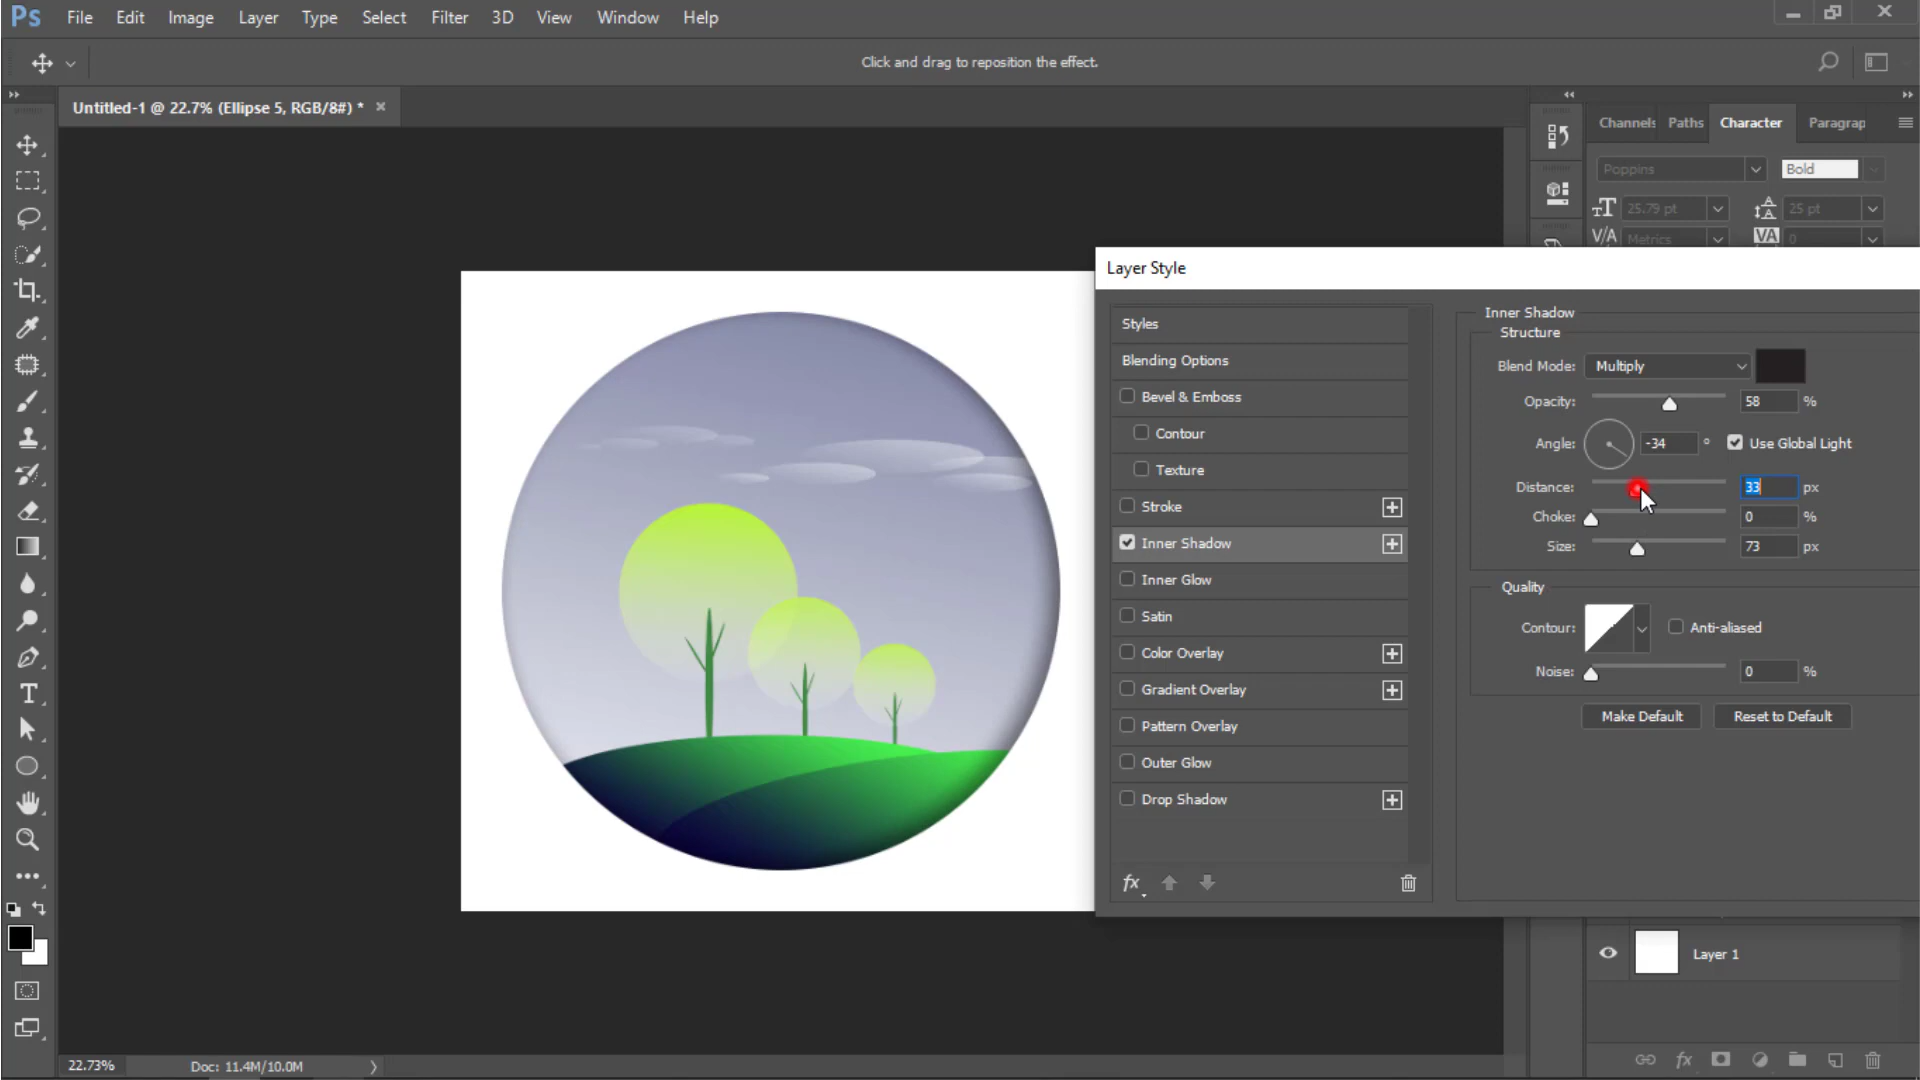 Ps File Edit Image Layer Type Select Filter 3D View Window Help
Click and drag to reposition the effect.
Untitled-1 @ 22.7% (Ellipse 5, RGB/8#) * ×
Channels Paths Character Paragrap
Poppins Bold
25.79 pt 25 pt
Metrics 0
Layer Style
Styles
Blending Options
Bevel & Emboss
Contour
Texture
Stroke
Inner Shadow
Inner Glow
Satin
Color Overlay
Gradient Overlay
Pattern Overlay
Outer Glow
Drop Shadow
fx
Inner Shadow
Structure
Blend Mode: Multiply
Opacity: 58 %
Angle: -34 ° Use Global Light
Distance: 33 px
Choke: 0 %
Size: 73 px
Quality
Contour: Anti-aliased
Noise: 0 %
Make Default Reset to Default
Layer 1
fx
22.73% Doc: 11.4M/10.0M